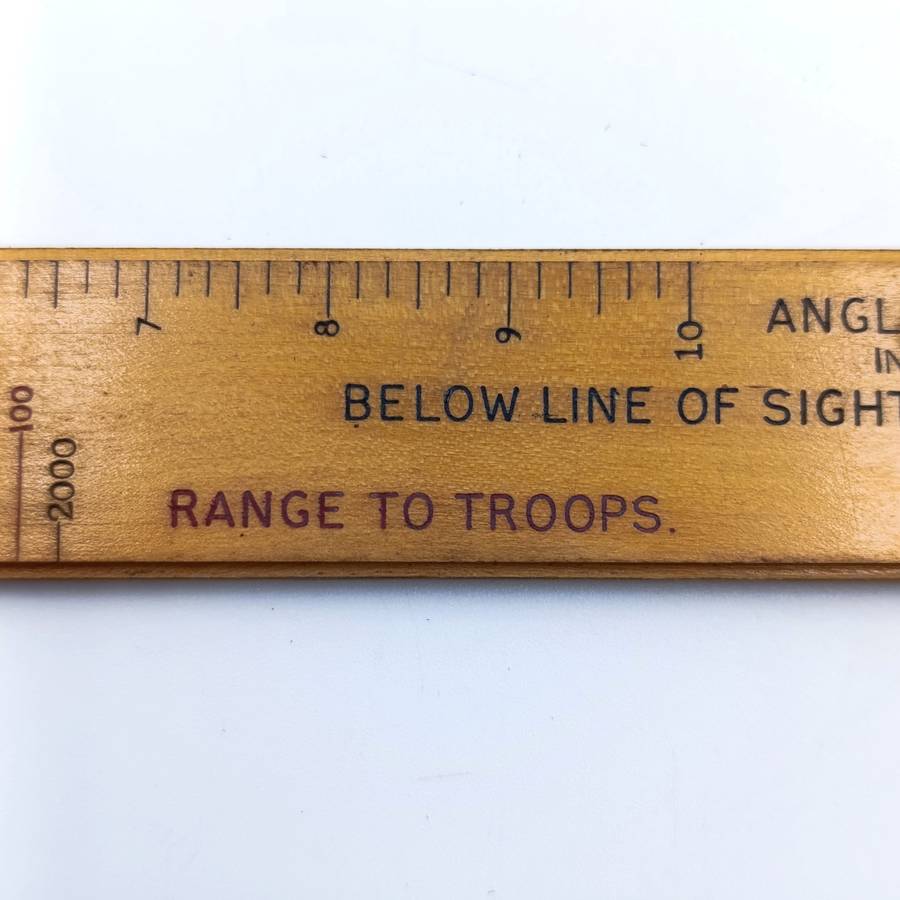 7 8 9 10
ANGL
IN
BELOW LINE OF SIGHT
100
2000
RANGE TO TROOPS.